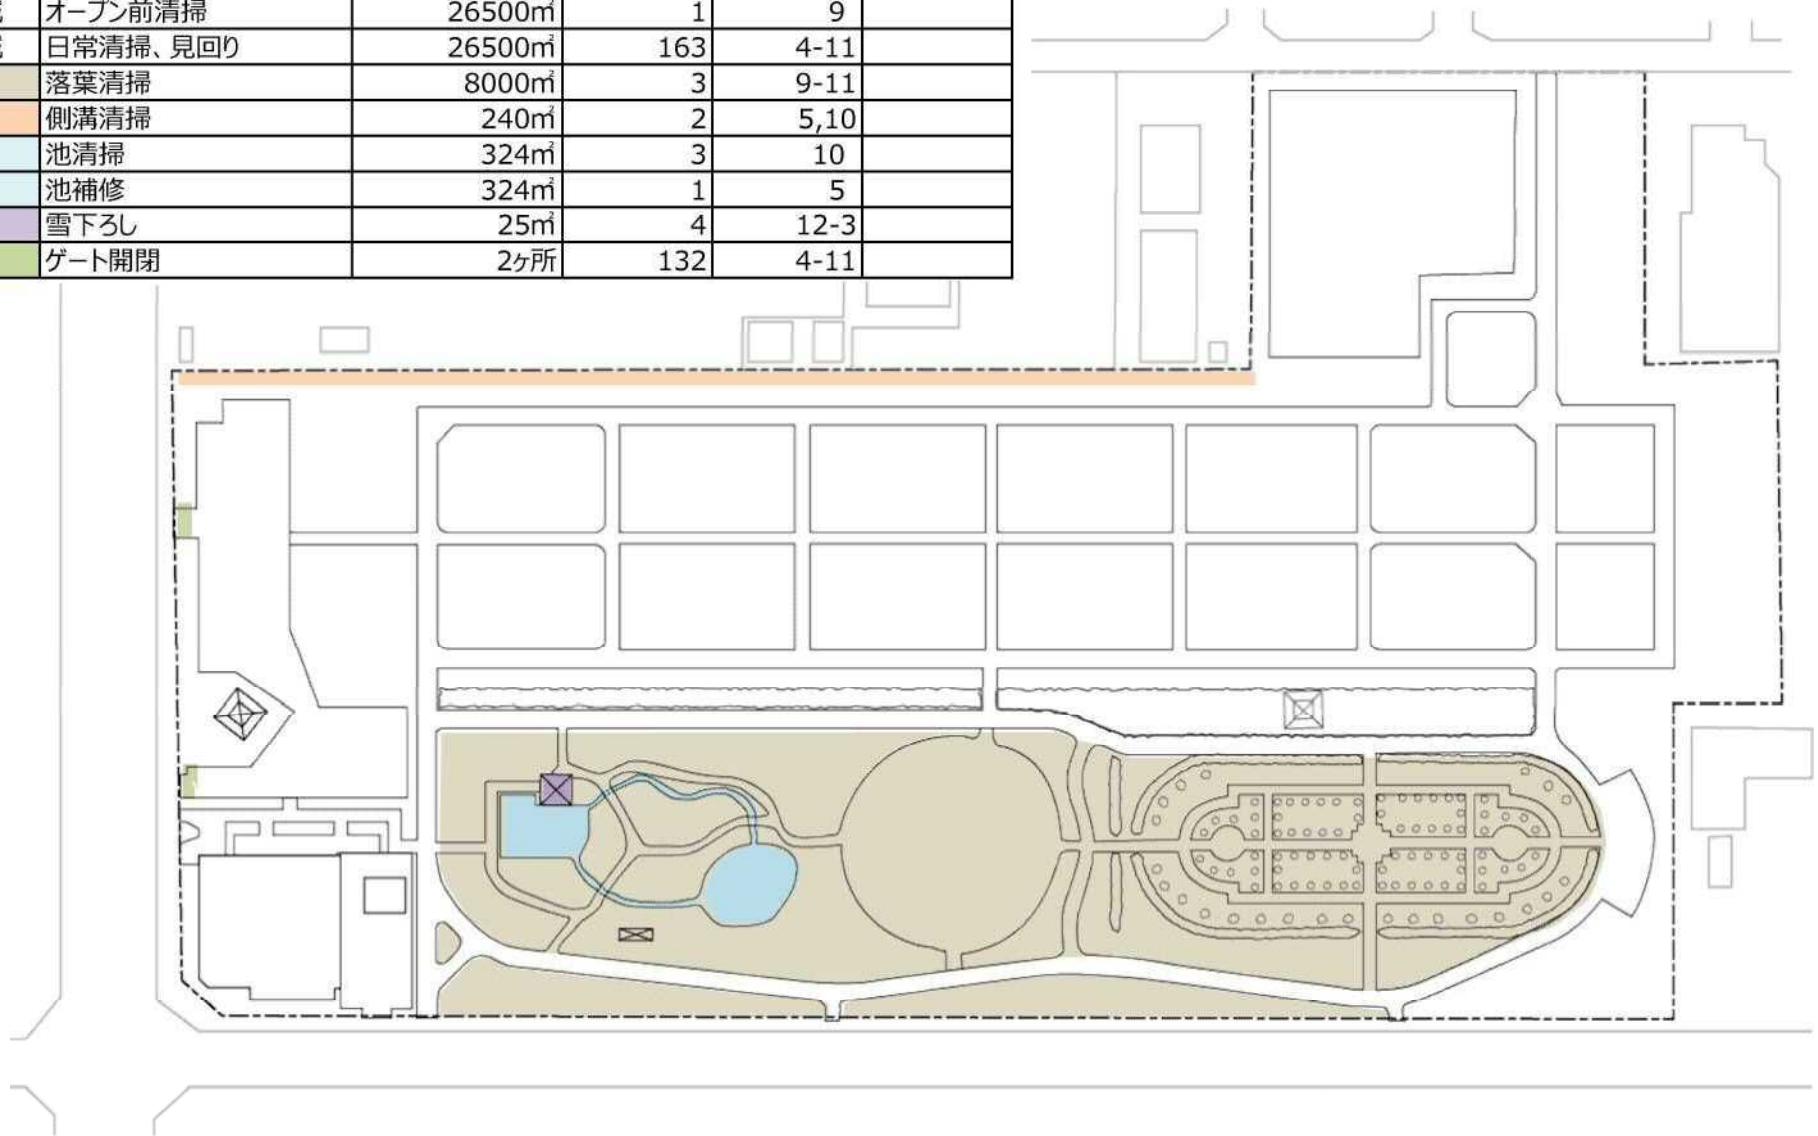 オープン前清掃 26500㎡ 1 9
日常清掃、見回り 26500㎡ 163 4-11
落葉清掃 8000㎡ 3 9-11
側溝清掃 240㎡ 2 5,10
池清掃 324㎡ 3 10
池補修 324㎡ 1 5
雪下ろし 25㎡ 4 12-3
ゲート開閉 2ヶ所 132 4-11